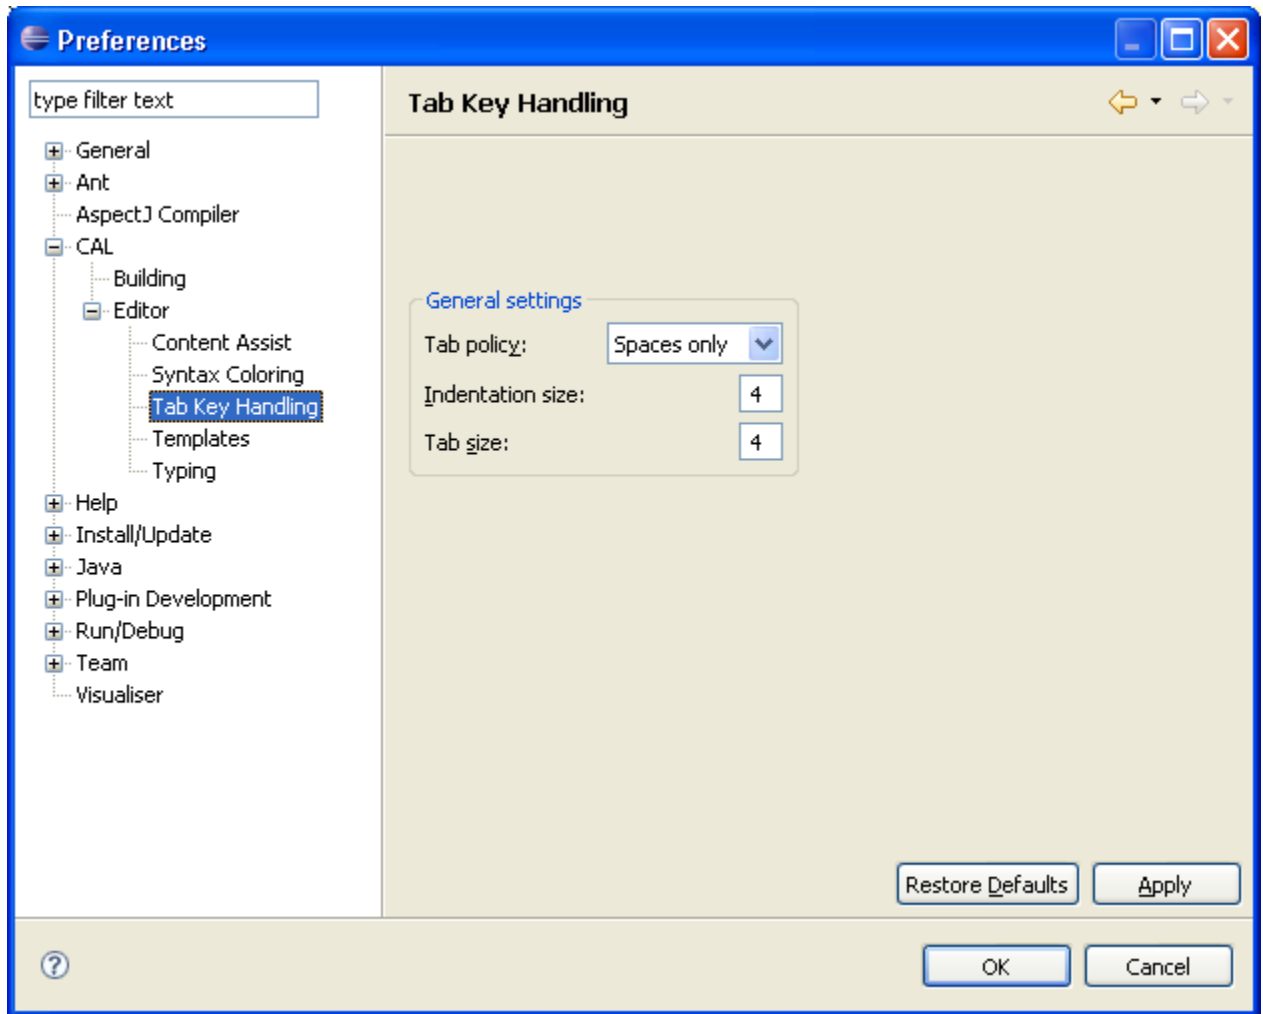 Preferences
type filter text
General
Ant
AspectJ Compiler
CAL
Building
Editor
Content Assist
Syntax Coloring
Tab Key Handling
Templates
Typing
Help
Install/Update
Java
Plug-in Development
Run/Debug
Team
Visualiser
Tab Key Handling
General settings
Tab policy: Spaces only
Indentation size: 4
Tab size: 4
Restore Defaults Apply
OK Cancel